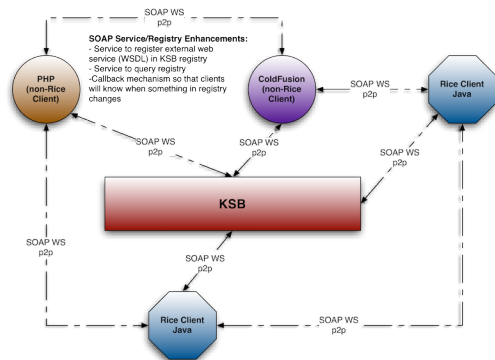 SOAP WS
p2p
SOAP Service/Registry Enhancements:
- Service to register external web
service (WSDL) in KSB registry
- Service to query registry
-Callback mechanism so that clients
will know when something in registry
changes
PHP
(non-Rice
Client)
ColdFusion
(non-Rice
Client)
SOAP WS
p2p
Rice Client
Java
SOAP WS
p2p
SOAP WS
p2p
SOAP WS
p2p
KSB
SOAP WS
p2p
SOAP WS
p2p
SOAP WS
p2p
Rice Client
Java